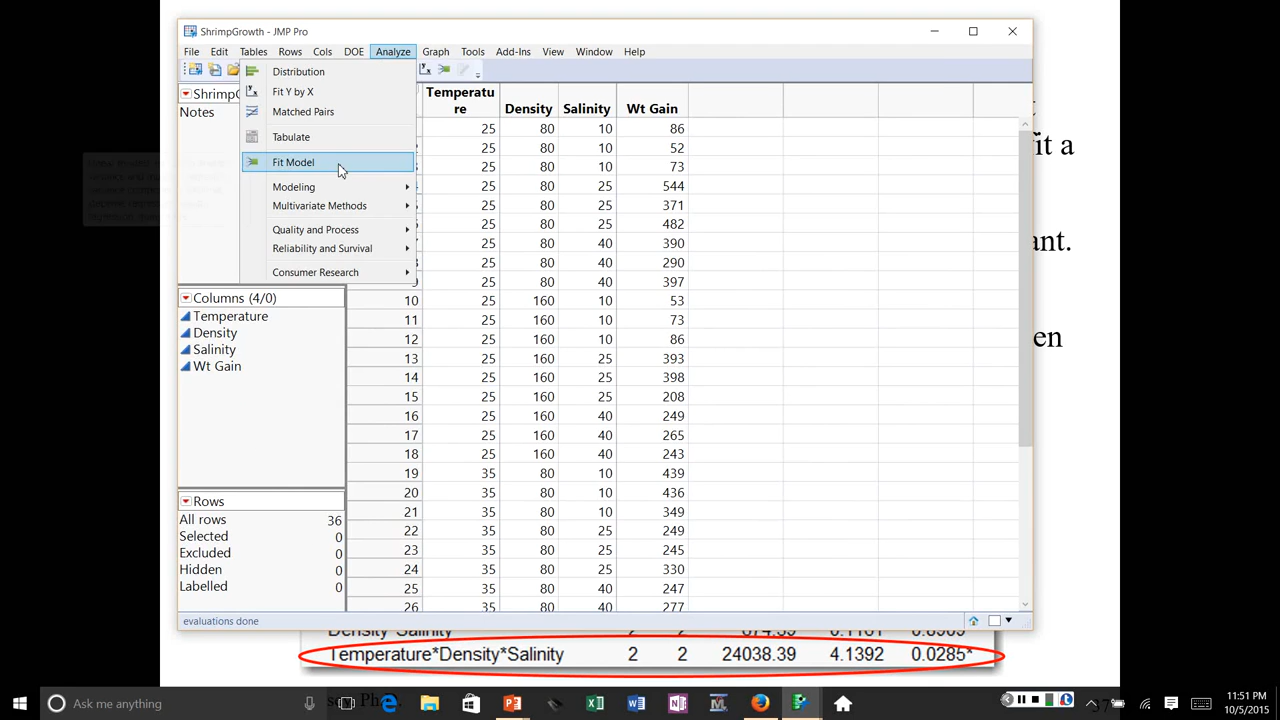 ShrimpGrowth - JMP Pro
File Edit Tables Rows Cols DOE Analyze Graph Tools Add-Ins View Window Help
Distribution
Fit Y by X
Matched Pairs
Tabulate
Fit Model
Modeling
Multivariate Methods
Quality and Process
Reliability and Survival
Consumer Research
ShrimpG
Notes
Columns (4/0)
Temperature
Density
Salinity
Wt Gain
Rows
All rows 36
Selected 0
Excluded 0
Hidden 0
Labelled 0
evaluations done
Temperatu
re Density Salinity Wt Gain
25 80 10 86
25 80 10 52
25 80 10 73
25 80 25 544
25 80 25 371
25 80 25 482
25 80 40 390
25 80 40 290
25 80 40 397
10 25 160 10 53
11 25 160 10 73
12 25 160 10 86
13 25 160 25 393
14 25 160 25 398
15 25 160 25 208
16 25 160 40 249
17 25 160 40 265
18 25 160 40 243
19 35 80 10 439
20 35 80 10 436
21 35 80 10 349
22 35 80 25 249
23 35 80 25 245
24 35 80 25 330
25 35 80 40 247
26 35 80 40 277
it a
ant.
en
Temperature*Density*Salinity 2 2 24038.39 4.1392 0.0285*
Ask me anything
11:51 PM
10/5/2015